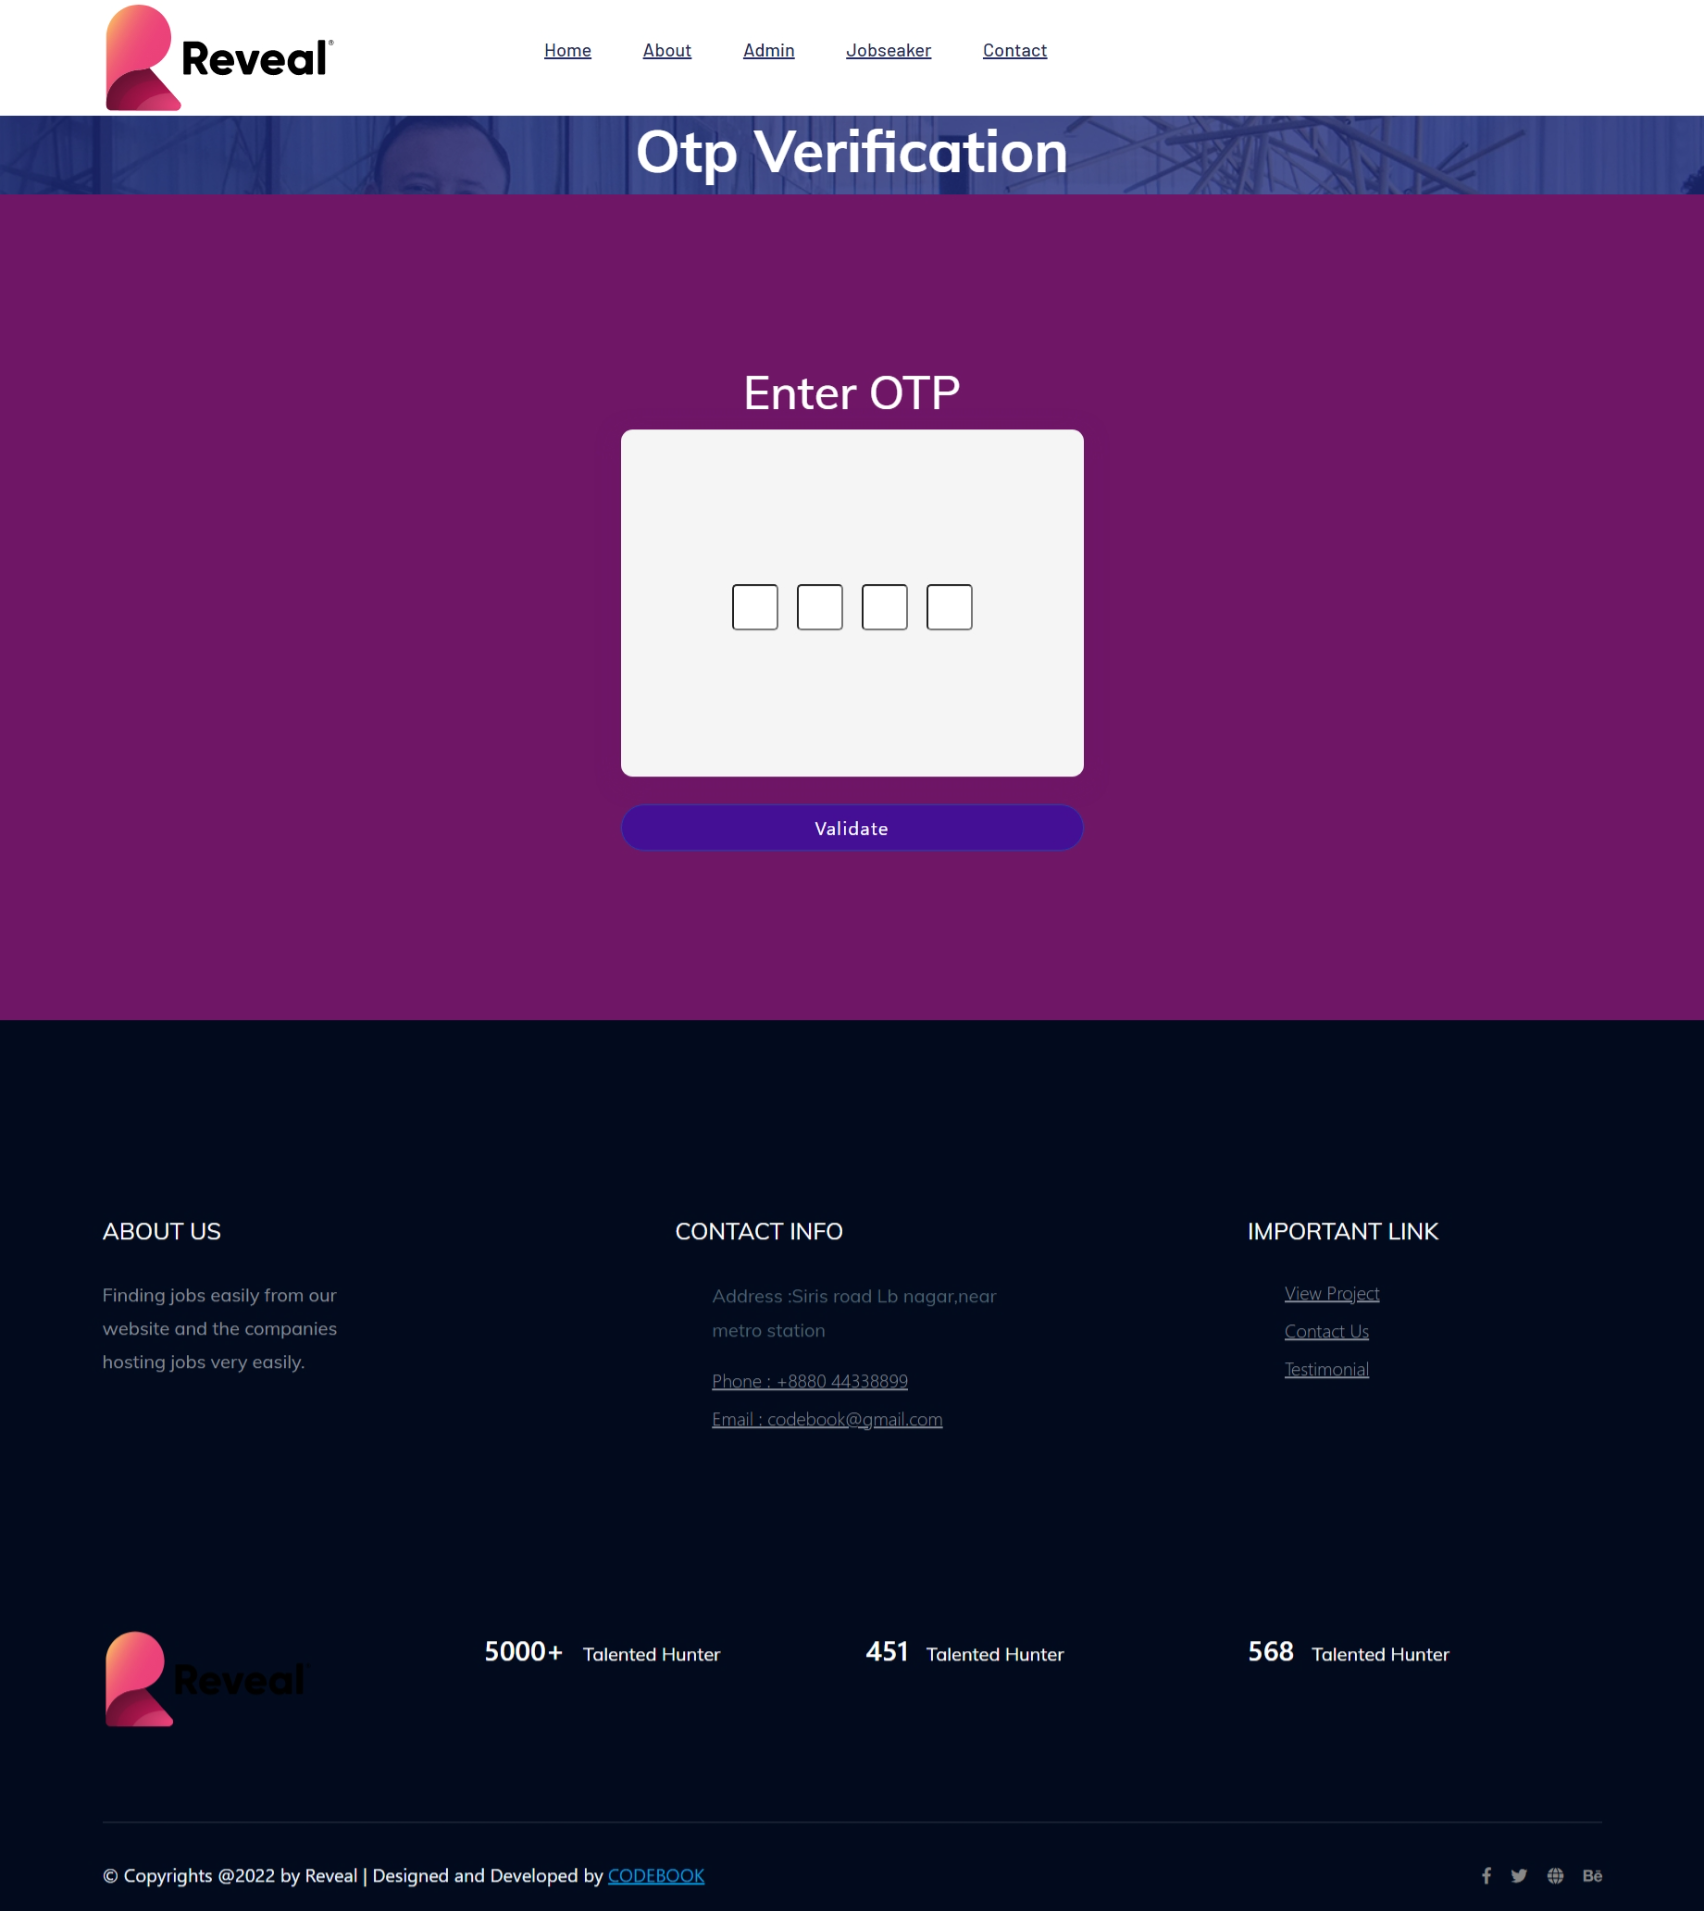 Reveal®
Home About Admin Jobseaker Contact
Otp Verification
Enter OTP
Validate
ABOUT US
Finding jobs easily from our
website and the companies
hosting jobs very easily.
CONTACT INFO
Address :Siris road Lb nagar,near
metro station
Phone : +8880 44338899
Email : codebook@gmail.com
IMPORTANT LINK
View Project
Contact Us
Testimonial
Reveal
5000+ Talented Hunter
451 Talented Hunter
568 Talented Hunter
© Copyrights @2022 by Reveal | Designed and Developed by CODEBOOK
Bē